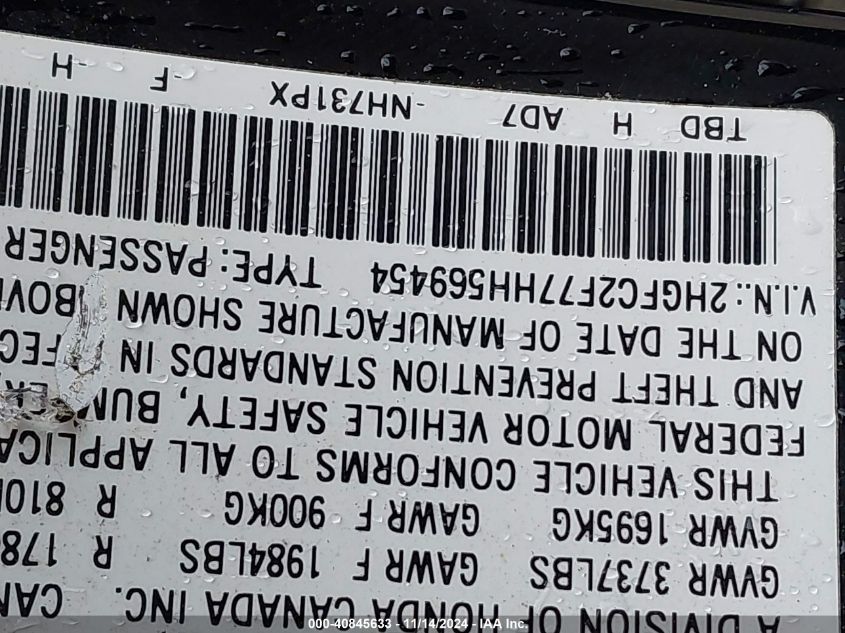 A DIVISION OF HONDA CANADA INC.
GVWR 3737LBS GAWR F 1984LBS R
GVWR 1695KG GAWR F 900KG R
THIS VEHICLE CONFORMS TO ALL
FEDERAL MOTOR VEHICLE SAFETY,
AND THEFT PREVENTION STANDARDS IN
ON THE DATE OF MANUFACTURE SHOWN
V.I.N.: 2HGFC2F77HH569454 TYPE: PASSENGER
TBD H AD7 -NH731PX -F -H
000-40845633 - 11/14/2024 - IAA Inc.